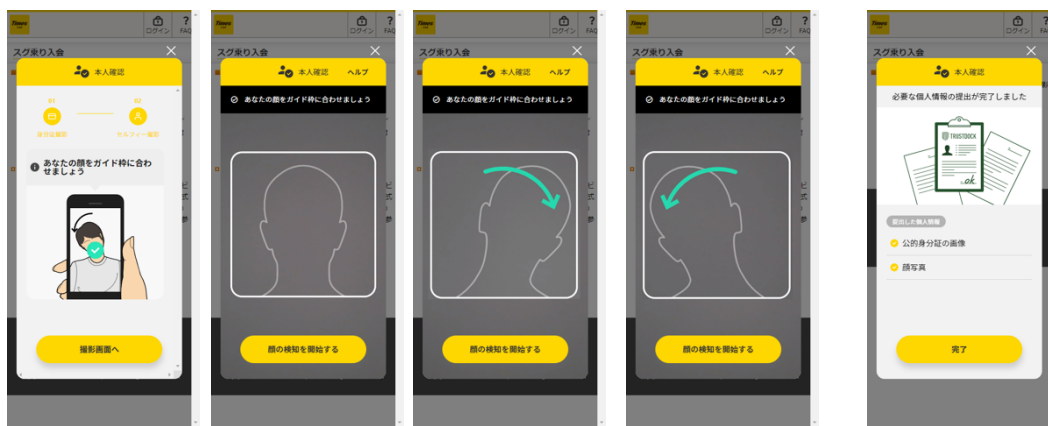 Times
ログイン
?
FAQ
スグ乗り入会
本人確認
01
02
身分証撮影
セルフィー撮影
あなたの顔をガイド枠に合わ
せましょう
撮影画面へ
Times
ログイン
?
FAQ
スグ乗り入会
本人確認
ヘルプ
あなたの顔をガイド枠に合わせましょう
顔の検知を開始する
Times
ログイン
?
FAQ
スグ乗り入会
本人確認
ヘルプ
あなたの顔をガイド枠に合わせましょう
顔の検知を開始する
Times
ログイン
?
FAQ
スグ乗り入会
本人確認
ヘルプ
あなたの顔をガイド枠に合わせましょう
顔の検知を開始する
Times
ログイン
?
スグ乗り入会
本人確認
必要な個人情報の提出が完了しました
TRUSTDOCK
ok
提出した個人情報
公的身分証の画像
顔写真
完了